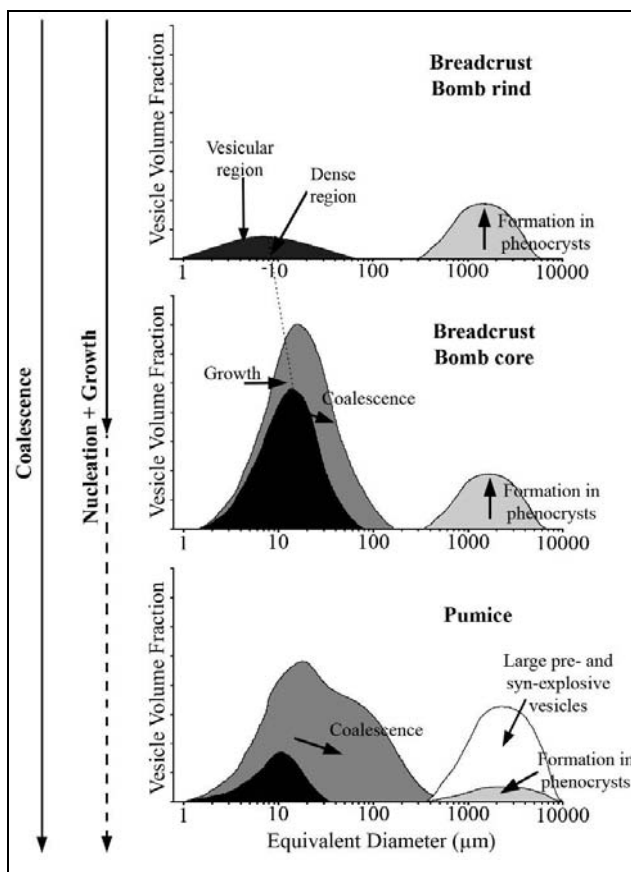 Breadcrust
Bomb rind
Vesicle Volume Fraction
Vesicular
region
Dense
region
Formation in
phenocrysts
1
-10
100
1000
10000
Breadcrust
Bomb core
Vesicle Volume Fraction
Growth
Coalescence
Formation in
phenocrysts
1
10
100
1000
10000
Coalescence
Nucleation + Growth
Pumice
Vesicle Volume Fraction
Large pre- and
syn-explosive
vesicles
Coalescence
Formation in
phenocrysts
1
10
100
1000
10000
Equivalent Diameter (µm)